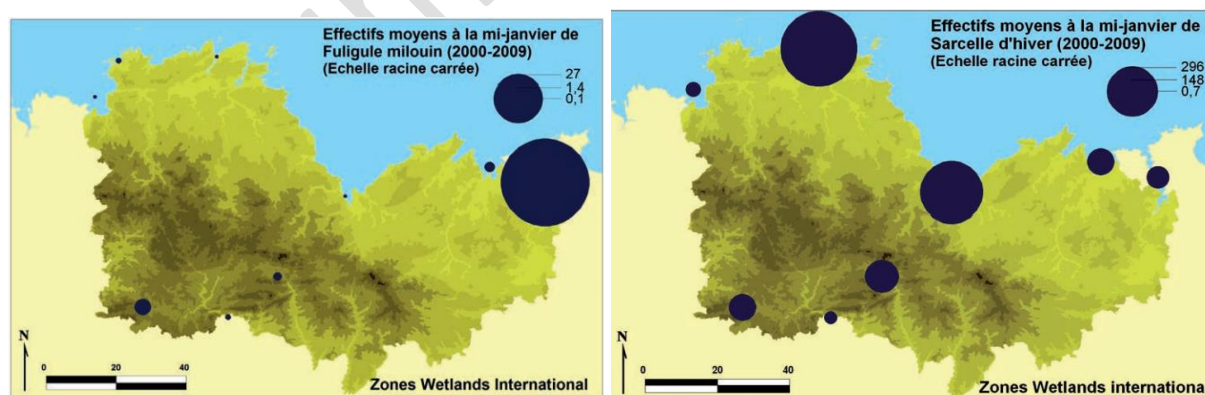 Effectifs moyens à la mi-janvier de
Fuligule milouin (2000-2009)
(Echelle racine carrée)
27
1,4
0,1
N
0 20 40
Zones Wetlands International
Effectifs moyens à la mi-janvier de
Sarcelle d'hiver (2000-2009)
(Echelle racine carrée)
296
148
0,7
N
0 20 40
Zones Wetlands internationa